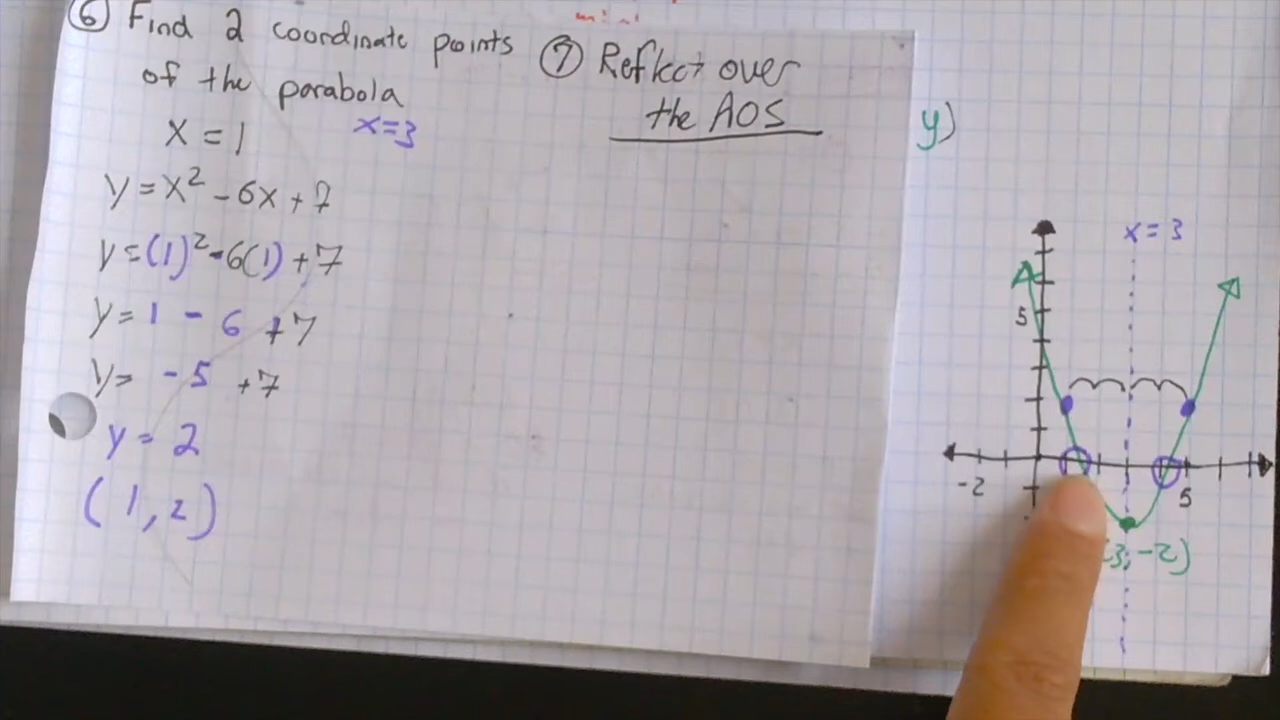 ⑥ Find 2 coordinate points
of the parabola
x = 1
x=3
y = x² - 6x + 7
y = (1)² - 6(1) + 7
y = 1 - 6 + 7
y = -5 + 7
y = 2
(1, 2)
⑦ Reflect over
the AOS
y)
x = 3
5
-2
5
(3, -2)